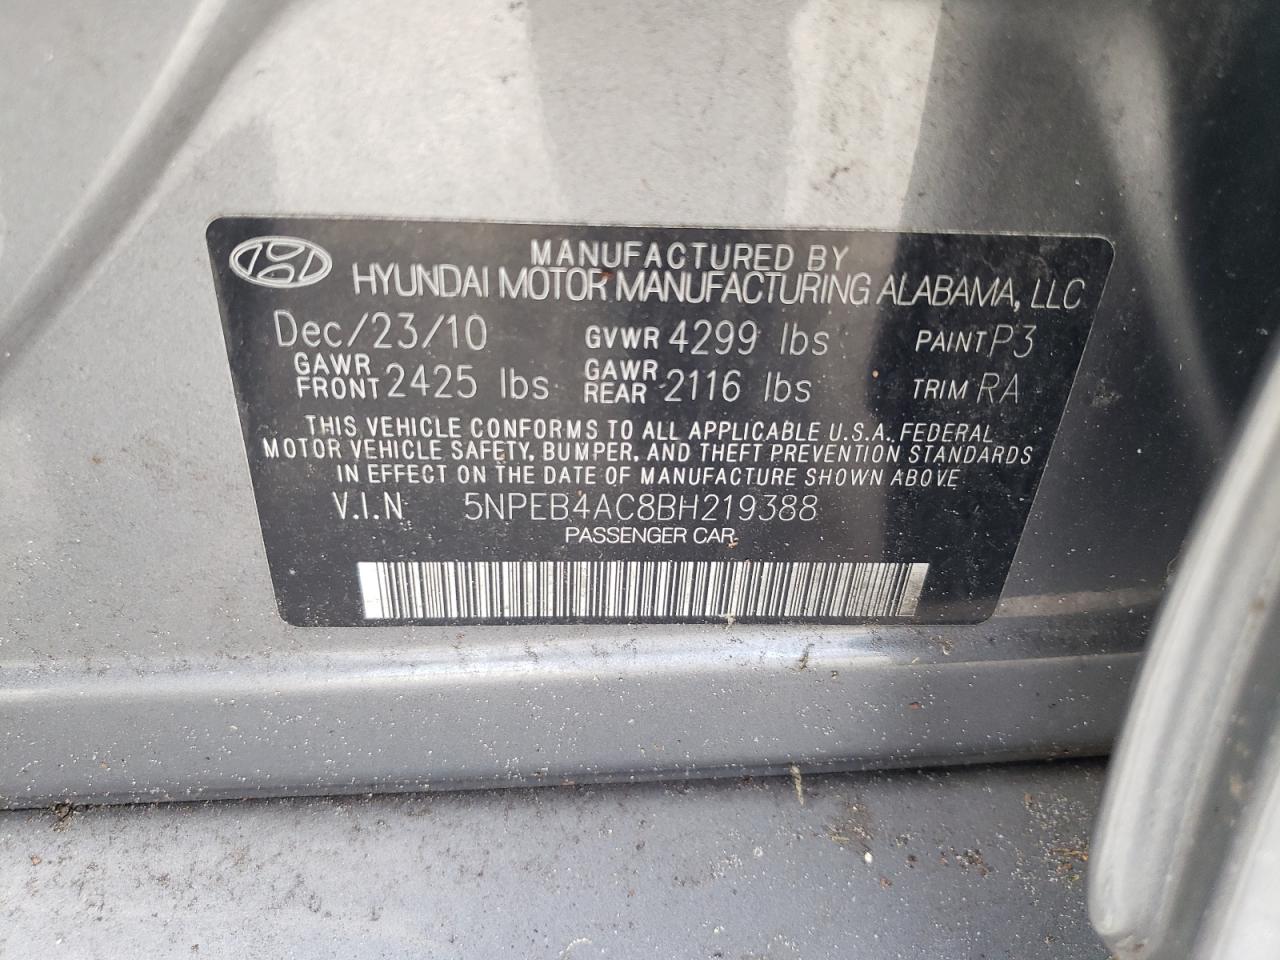 MANUFACTURED BY
HYUNDAI MOTOR MANUFACTURING ALABAMA, LLC
Dec/23/10 GVWR 4299 lbs PAINT P3
GAWR FRONT 2425 lbs GAWR REAR 2116 lbs TRIM RA
THIS VEHICLE CONFORMS TO ALL APPLICABLE U.S.A. FEDERAL
MOTOR VEHICLE SAFETY, BUMPER, AND THEFT PREVENTION STANDARDS
IN EFFECT ON THE DATE OF MANUFACTURE SHOWN ABOVE
V.I.N 5NPEB4AC8BH219388
PASSENGER CAR